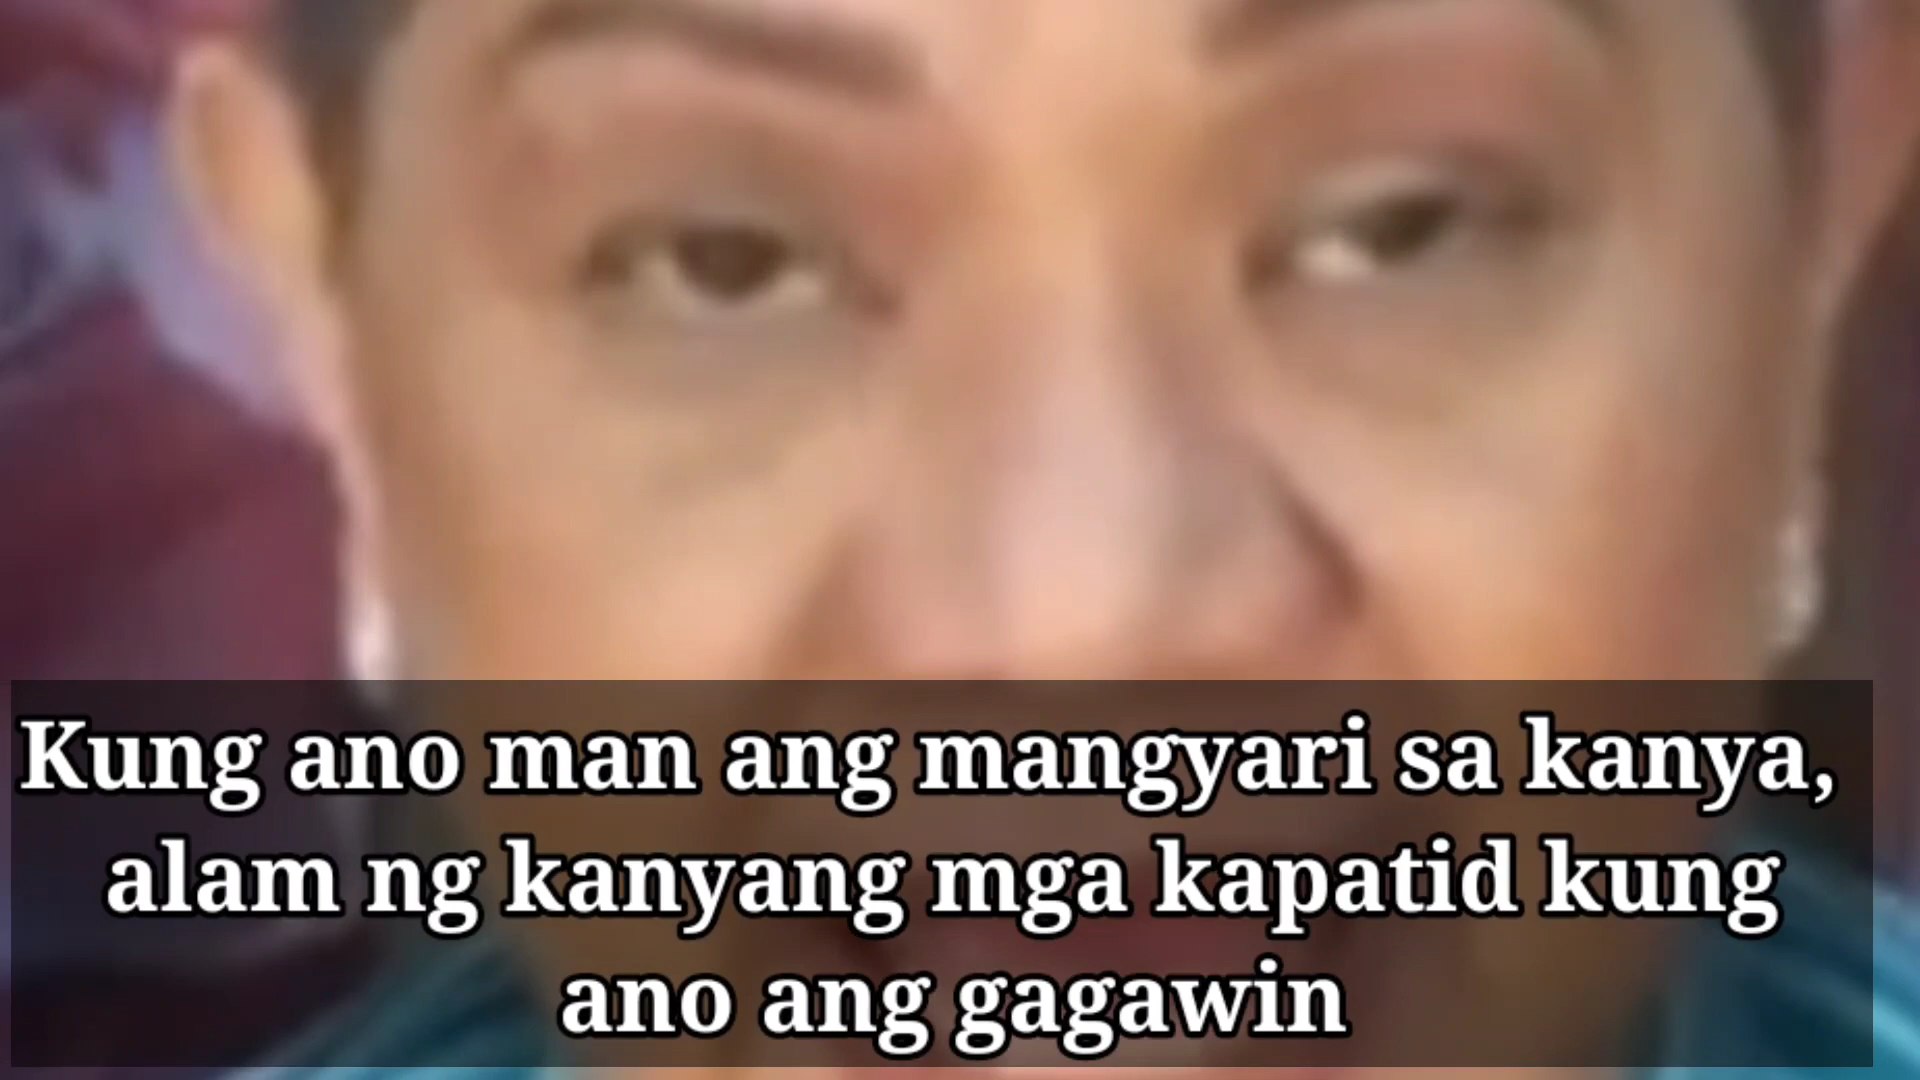 Kung ano man ang mangyari sa kanya,
alam ng kanyang mga kapatid kung
ano ang gagawin